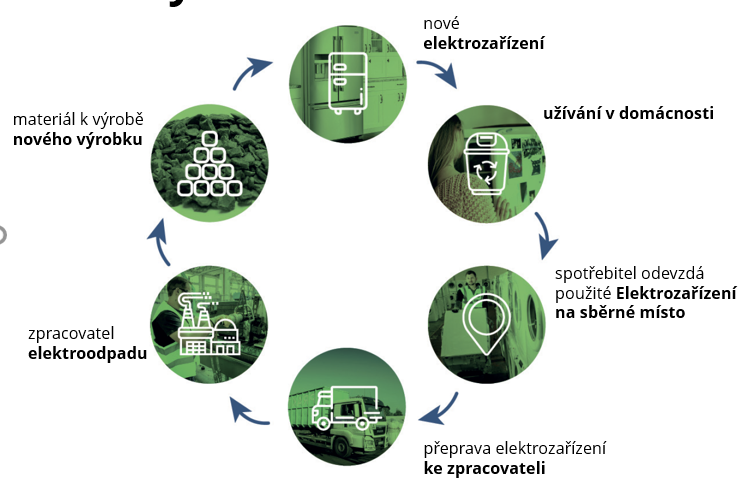 nové
elektrozařízení
užívání v domácnosti
spotřebitel odevzdá
použité Elektrozařízení
na sběrné místo
přeprava elektrozařízení
ke zpracovateli
zpracovatel
elektroodpadu
materiál k výrobě
nového výrobku